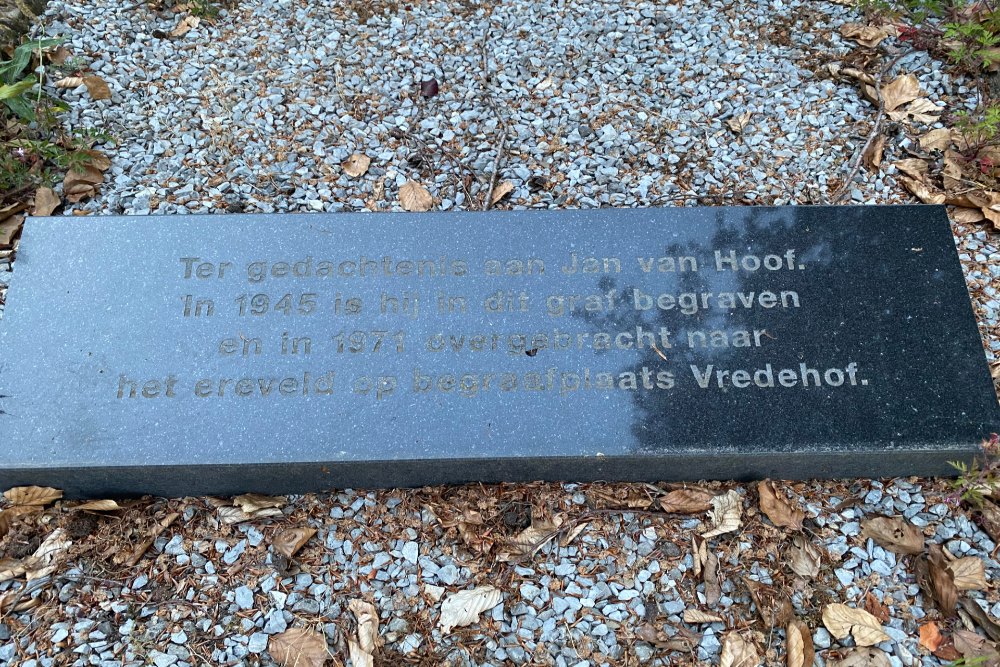 Ter gedachtenis aan Jan van Hoof.
In 1945 is hij in dit graf begraven
en in 1971 overgebracht naar
het ereveld op begraafplaats Vredehof.